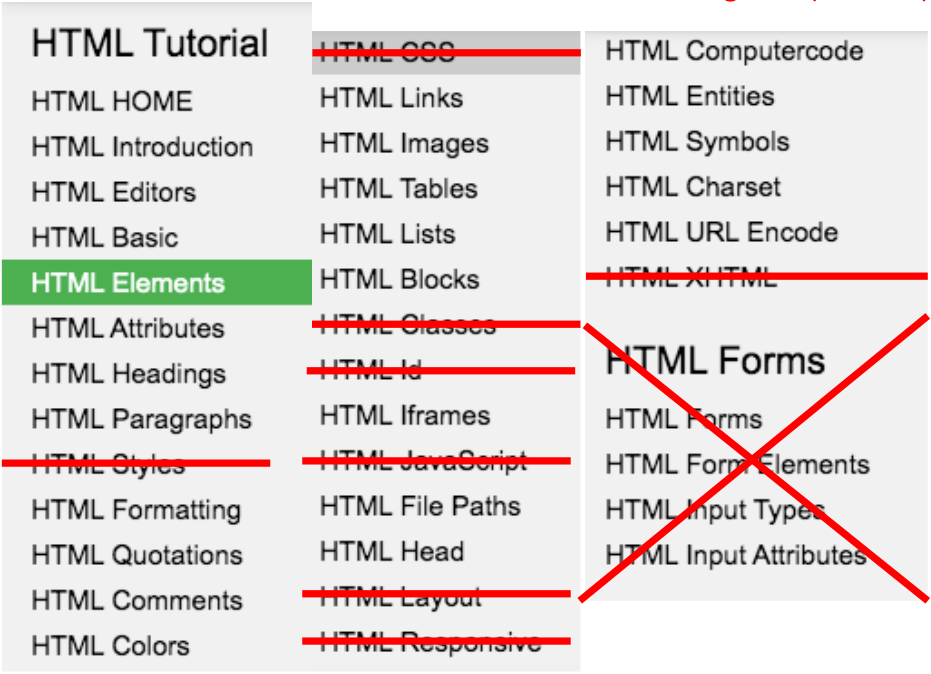 HTML Tutorial
HTML HOME
HTML Introduction
HTML Editors
HTML Basic
HTML Elements
HTML Attributes
HTML Headings
HTML Paragraphs
HTML Styles
HTML Formatting
HTML Quotations
HTML Comments
HTML Colors
HTML CSS
HTML Links
HTML Images
HTML Tables
HTML Lists
HTML Blocks
HTML Classes
HTML Id
HTML Iframes
HTML JavaScript
HTML File Paths
HTML Head
HTML Layout
HTML Responsive
HTML Computercode
HTML Entities
HTML Symbols
HTML Charset
HTML URL Encode
HTML XHTML
HTML Forms
HTML Forms
HTML Form Elements
HTML Input Types
HTML Input Attributes